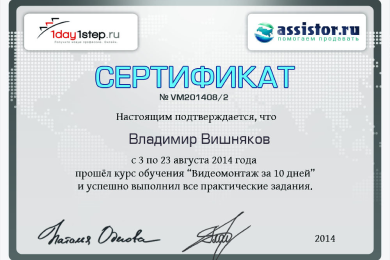 1day1step.ru
assistor.ru
помогаем продавать
СЕРТИФИКАТ
№ VM201408/2
Настоящим подтверждается, что
Владимир Вишняков
с 3 по 23 августа 2014 года
прошёл курс обучения "Видеомонтаж за 10 дней"
и успешно выполнил все практические задания.
2014